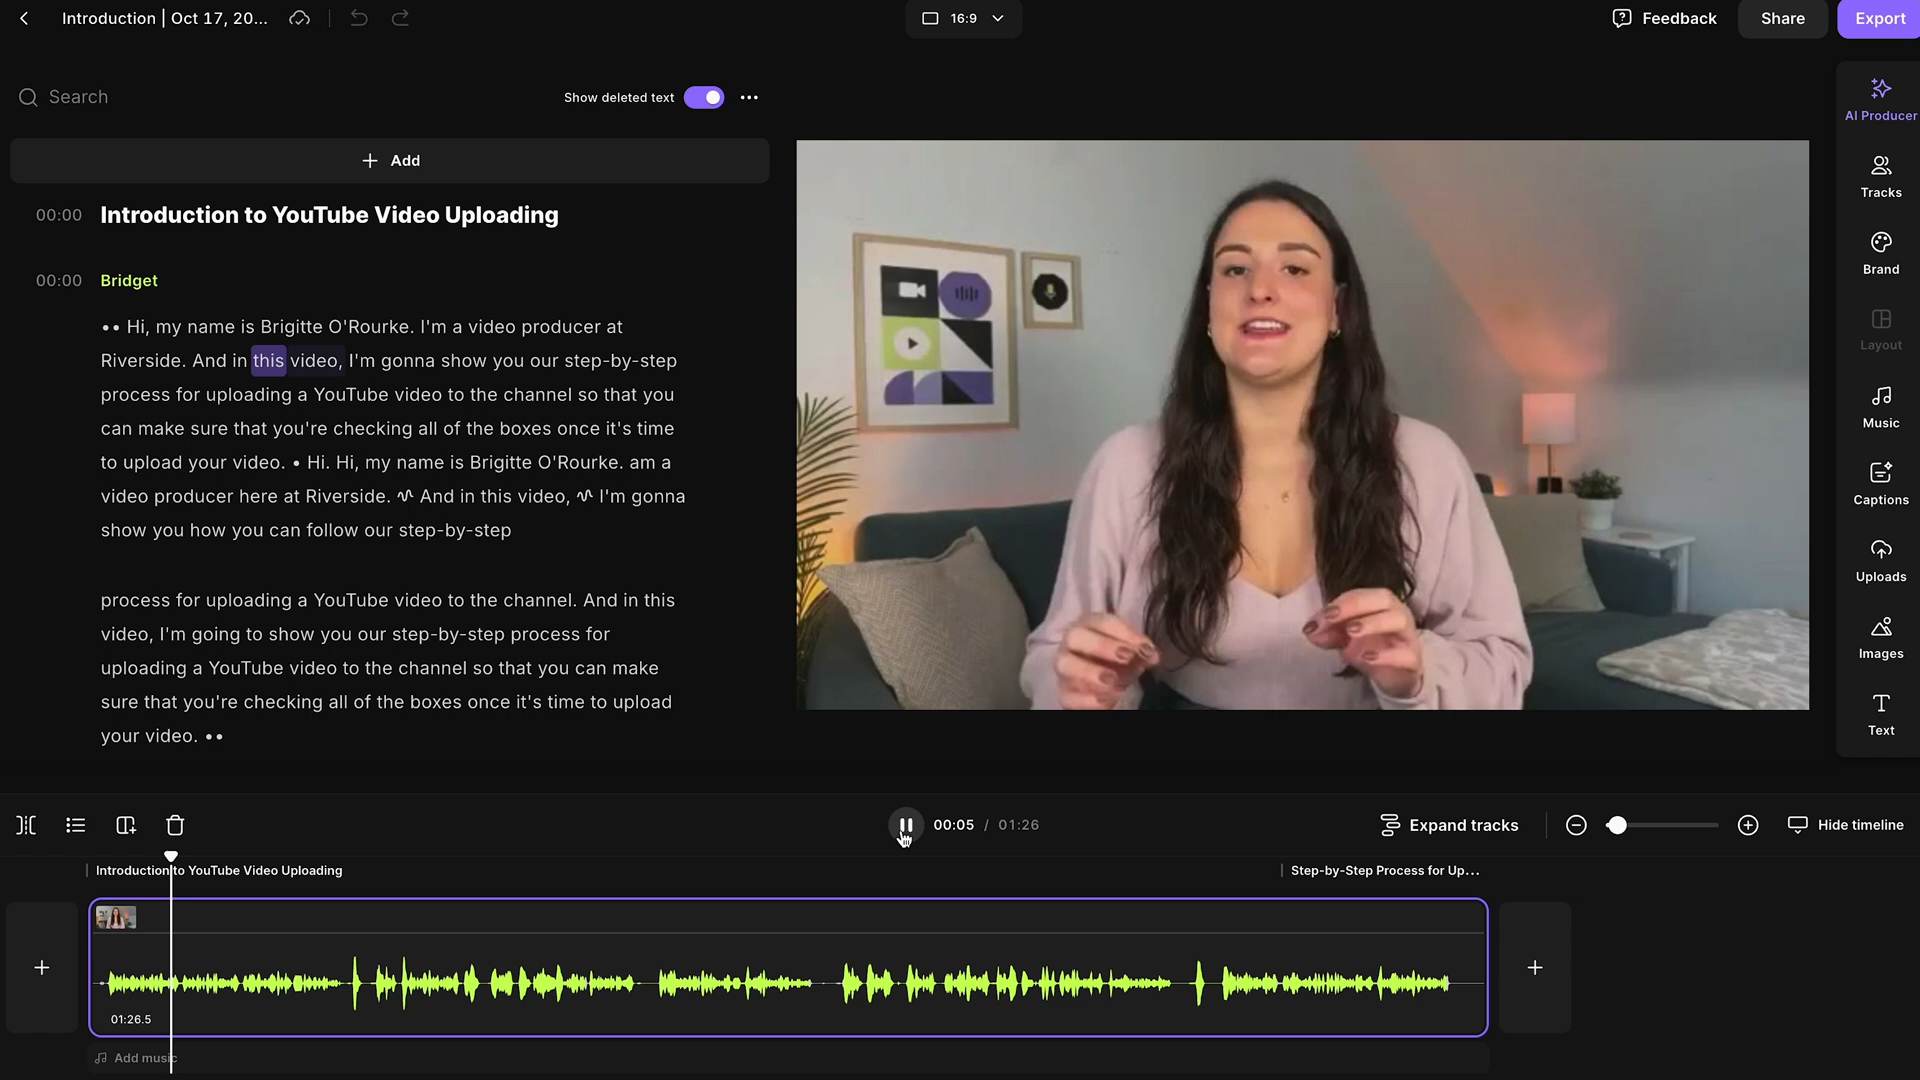 Introduction | Oct 17, 20...
16:9
Feedback
Share
Export
Search
Show deleted text
Add
00:00 Introduction to YouTube Video Uploading
00:00 Bridget
•• Hi, my name is Brigitte O'Rourke. I'm a video producer at
Riverside. And in this video, I'm gonna show you our step-by-step
process for uploading a YouTube video to the channel so that you
can make sure that you're checking all of the boxes once it's time
to upload your video. • Hi. Hi, my name is Brigitte O'Rourke. am a
video producer here at Riverside. And in this video, I'm gonna
show you how you can follow our step-by-step
process for uploading a YouTube video to the channel. And in this
video, I'm going to show you our step-by-step process for
uploading a YouTube video to the channel so that you can make
sure that you're checking all of the boxes once it's time to upload
your video. ••
AI Producer
Tracks
Brand
Layout
Music
Captions
Uploads
Images
Text
00:05 / 01:26
Expand tracks
Hide timeline
Introduction to YouTube Video Uploading
Step-by-Step Process for Up...
01:26.5
Add music